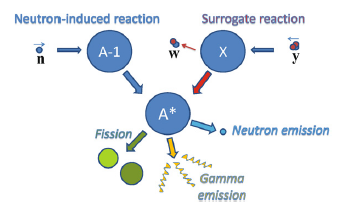 Neutron-induced reaction
Surrogate reaction
n
A-1
w
X
y
A*
Fission
Neutron emission
Gamma
emission